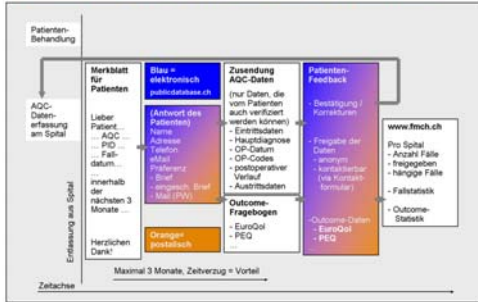 Patienten-
Behandlung
AQC-
Daten-
erfassung
am Spital
Entlassung aus Spital
Merkblatt
für
Patienten
Lieber
Patient…
… AQC …
… PID …
… Fall-
datum…
…
innerhalb
der
nächsten 3
Monate …
Herzlichen
Dank!
Blau =
elektronisch
publicdatabase.ch
(Antwort des
Patienten)
Name
Adresse
Telefon
eMail
Präferenz
- Brief
- eingesch. Brief
- Mail (PW)
Orange=
postalisch
Zusendung
AQC-Daten
(nur Daten, die
vom Patienten
auch verifiziert
werden können)
- Eintrittsdaten
- Hauptdiagnose
- OP-Datum
- OP-Codes
- postoperativer
Verlauf
- Austrittsdaten
Outcome-
Fragebogen
- EuroQol
- PEQ
…
Patienten-
Feedback
- Bestätigung /
Korrekturen
- Freigabe der
Daten
- anonym
- kontaktierbar
(via Kontakt-
formular)
-Outcome-Daten
- EuroQol
- PEQ
www.fmch.ch
Pro Spital
- Anzahl Fälle
- freigegeben
- hängige Fälle
- Fallstatistik
- Outcome-
Statistik
Maximal 3 Monate, Zeitverzug = Vorteil
Zeitachse